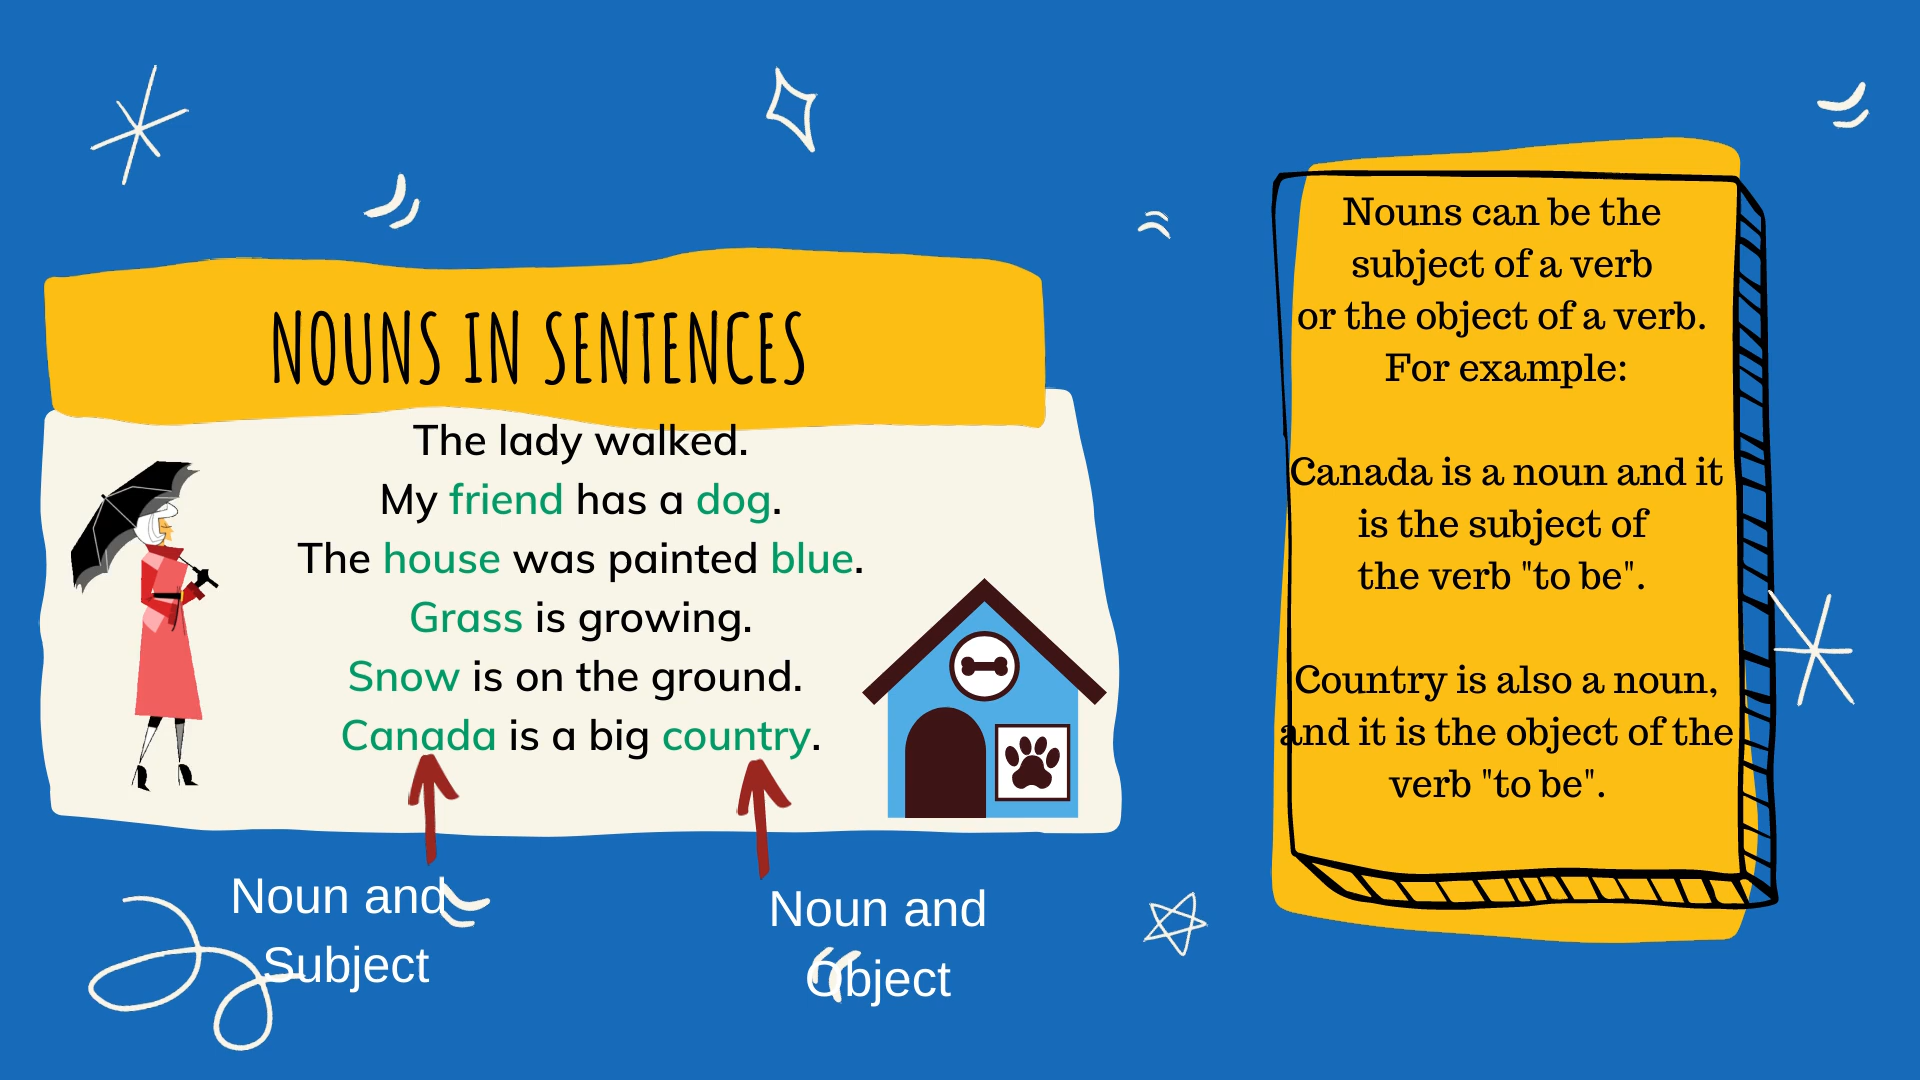 NOUNS IN SENTENCES
The lady walked.
My friend has a dog.
The house was painted blue.
Grass is growing.
Snow is on the ground.
Canada is a big country.
Noun and
Subject
Noun and
Object
Nouns can be the
subject of a verb
or the object of a verb.
For example:
Canada is a noun and it
is the subject of
the verb "to be".
Country is also a noun,
and it is the object of the
verb "to be".